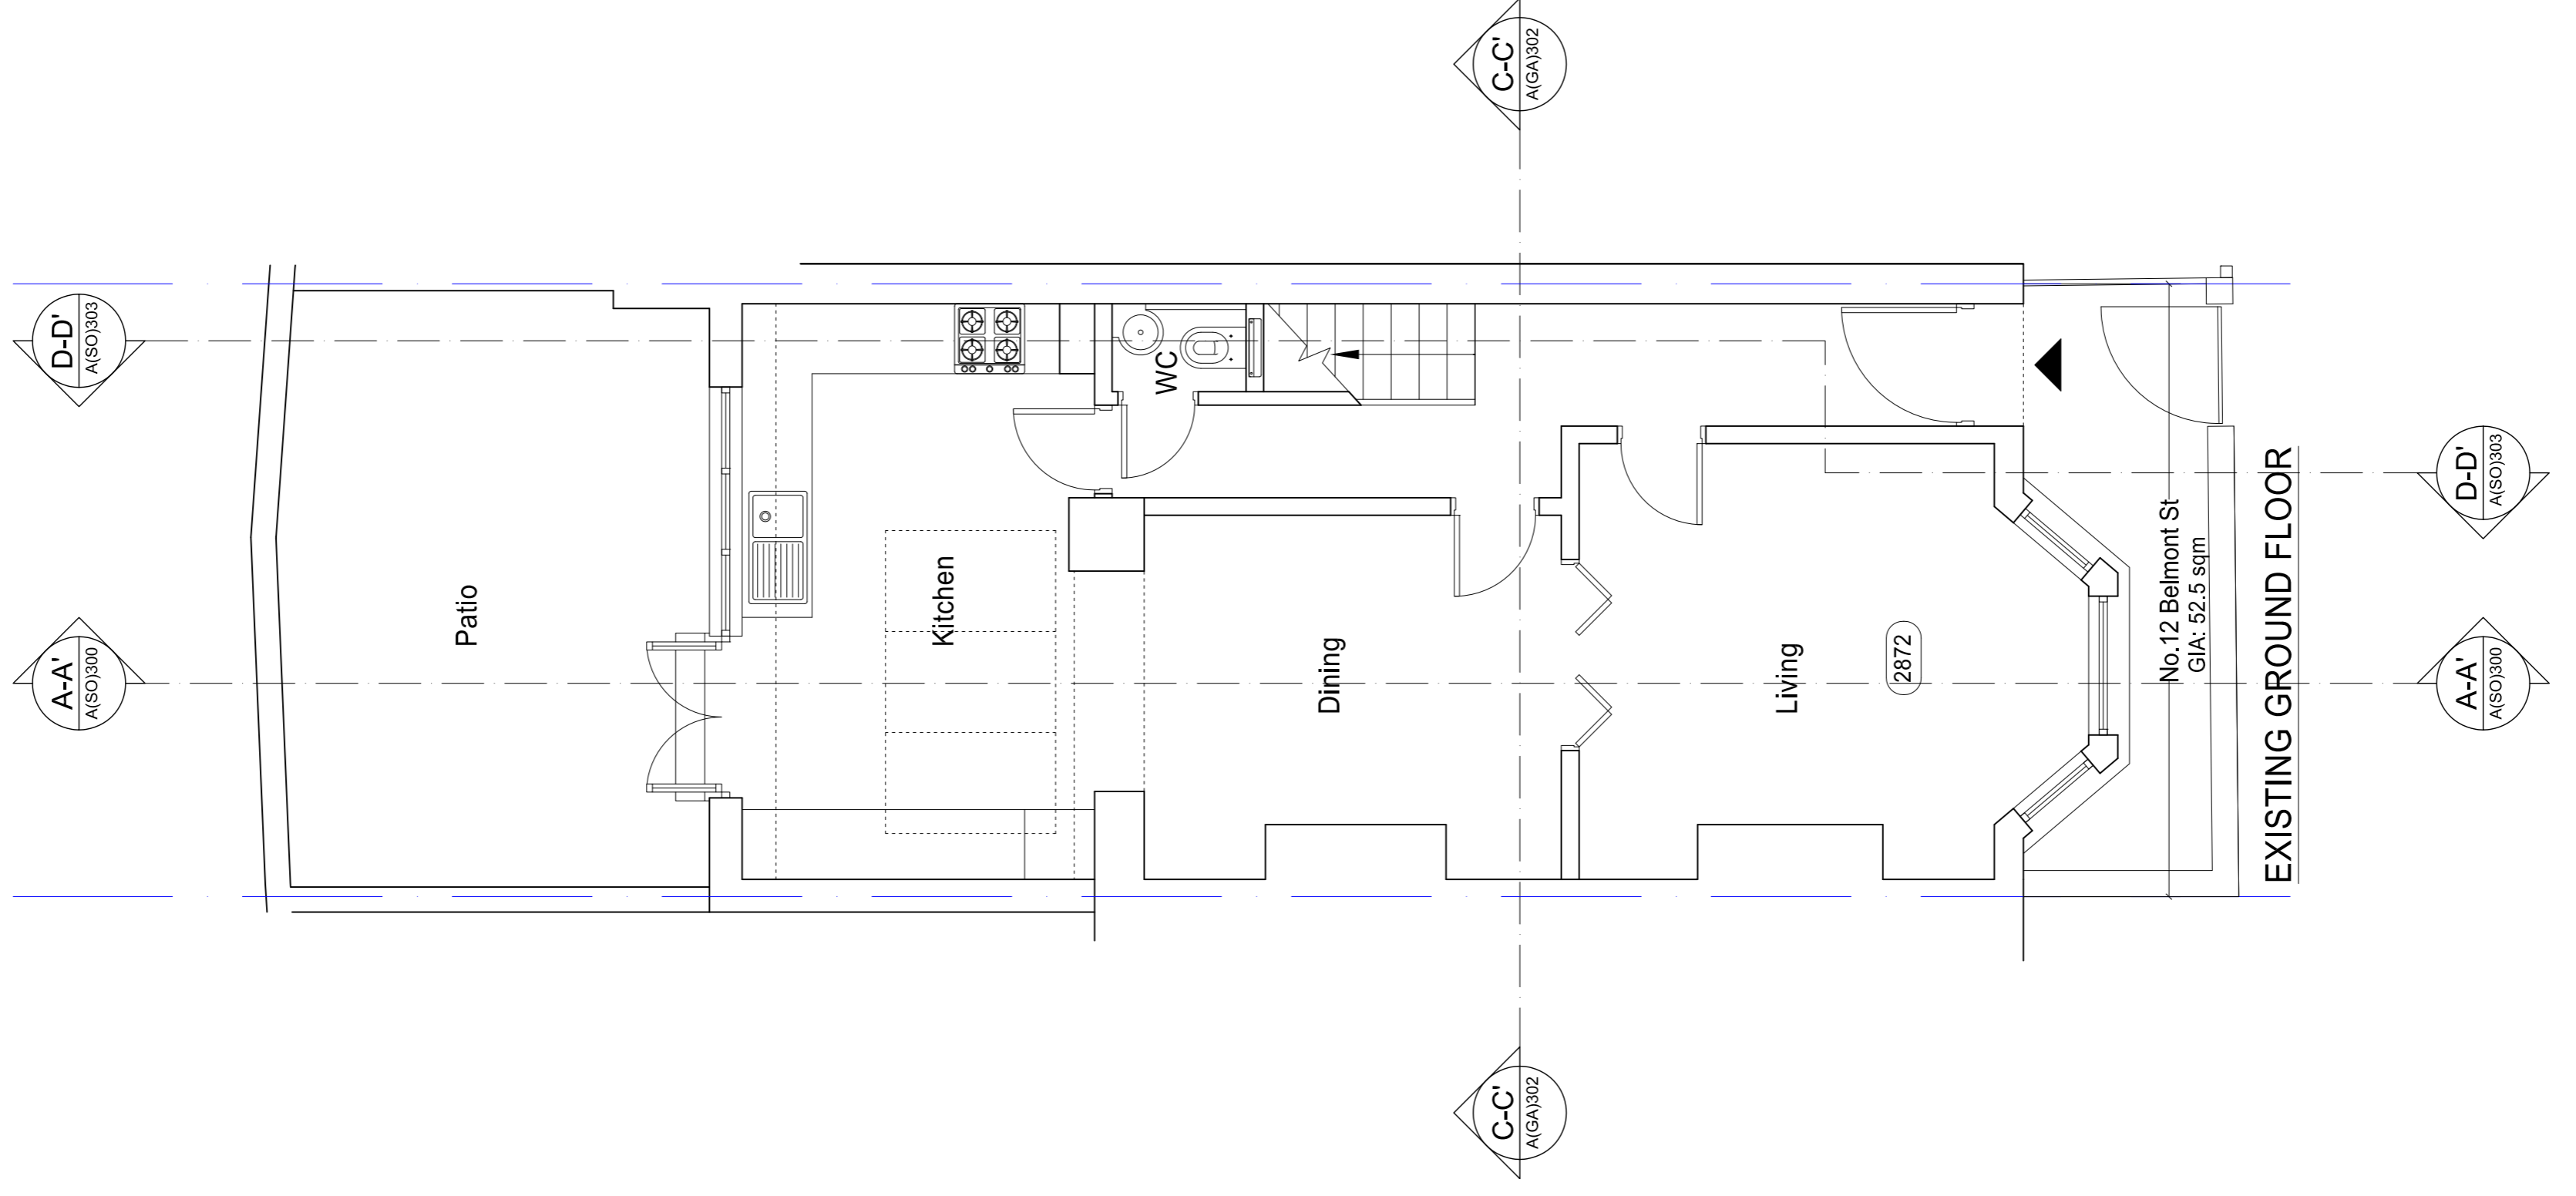 C-C'
A(GA)302
D-D'
A(SO)303
A-A'
A(SO)300
Patio
Kitchen
WC
Dining
Living
2872
No.12 Belmont St
GIA: 52.5 sqm
EXISTING GROUND FLOOR
D-D'
A(SO)303
A-A'
A(SO)300
C-C'
A(GA)302